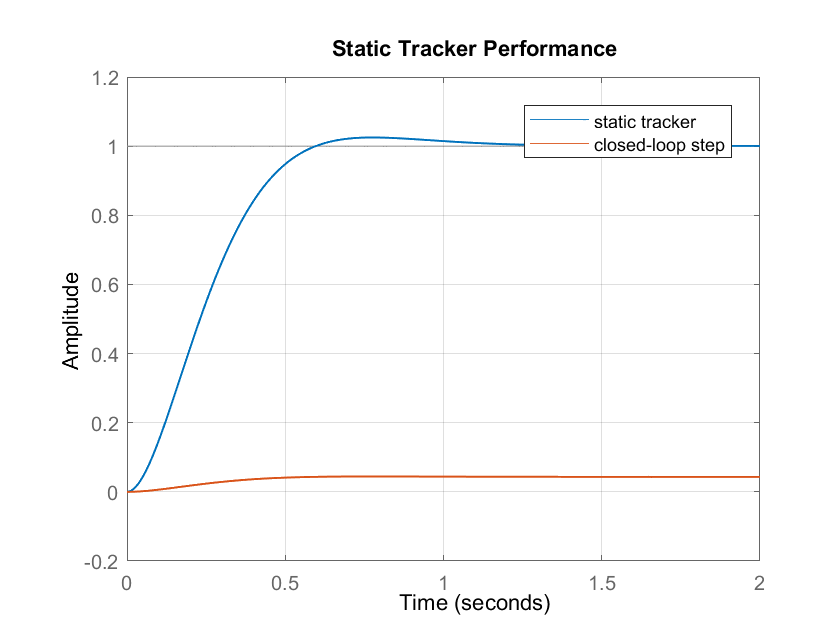 Static Tracker Performance
1.2
1
0.8
0.6
0.4
0.2
0
-0.2
Amplitude
static tracker
closed-loop step
0 0.5 1 1.5 2
Time (seconds)